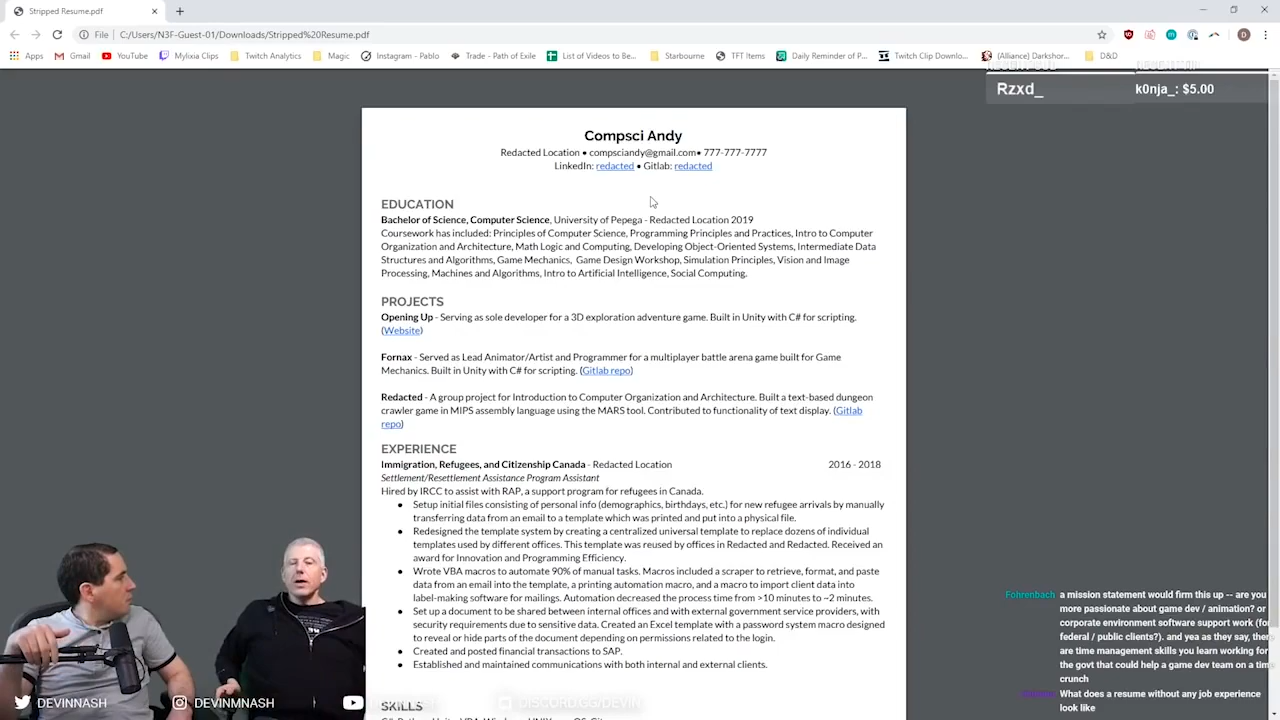 Stripped Resume.pdf
File
C:/Users/N3F-Guest-01/Downloads/Stripped%20Resume.pdf
Apps
Gmail
YouTube
Mylixia Clips
Twitch Analytics
Magic
Instagram - Pablo
Trade - Path of Exile
List of Videos to Be...
Starbourne
TFT Items
Daily Reminder of P...
Twitch Clip Downlo...
(Alliance) Darkshor...
D&D
Rzxd_
k0nja_: $5.00
Compsci Andy
Redacted Location • compsciandy@gmail.com• 777-777-7777
LinkedIn: redacted • Gitlab: redacted
EDUCATION
Bachelor of Science, Computer Science, University of Pepega - Redacted Location 2019
Coursework has included: Principles of Computer Science, Programming Principles and Practices, Intro to Computer
Organization and Architecture, Math Logic and Computing, Developing Object-Oriented Systems, Intermediate Data
Structures and Algorithms, Game Mechanics, Game Design Workshop, Simulation Principles, Vision and Image
Processing, Machines and Algorithms, Intro to Artificial Intelligence, Social Computing.
PROJECTS
Opening Up - Serving as sole developer for a 3D exploration adventure game. Built in Unity with C# for scripting.
(Website)
Fornax - Served as Lead Animator/Artist and Programmer for a multiplayer battle arena game built for Game
Mechanics. Built in Unity with C# for scripting. (Gitlab repo)
Redacted - A group project for Introduction to Computer Organization and Architecture. Built a text-based dungeon
crawler game in MIPS assembly language using the MARS tool. Contributed to functionality of text display. (Gitlab
repo)
EXPERIENCE
Immigration, Refugees, and Citizenship Canada - Redacted Location 2016 - 2018
Settlement/Resettlement Assistance Program Assistant
Hired by IRCC to assist with RAP, a support program for refugees in Canada.
• Setup initial files consisting of personal info (demographics, birthdays, etc.) for new refugee arrivals by manually
transferring data from an email to a template which was printed and put into a physical file.
• Redesigned the template system by creating a centralized universal template to replace dozens of individual
templates used by different offices. This template was reused by offices in Redacted and Redacted. Received an
award for Innovation and Programming Efficiency.
• Wrote VBA macros to automate 90% of manual tasks. Macros included a scraper to retrieve, format, and paste
data from an email into the template, a printing automation macro, and a macro to import client data into
label-making software for mailings. Automation decreased the process time from >10 minutes to ~2 minutes.
• Set up a document to be shared between internal offices and with external government service providers, with
security requirements due to sensitive data. Created an Excel template with a password system macro designed
to reveal or hide parts of the document depending on permissions related to the login.
• Created and posted financial transactions to SAP.
• Established and maintained communications with both internal and external clients.
SKILLS
Fohrenbach a mission statement would firm this up -- are you
more passionate about game dev / animation? or
corporate environment software support work (for
federal / public clients?). and yea as they say, there
are time management skills you learn working for
the govt that could help a game dev team on a time
crunch
What does a resume without any job experience
look like
DEVINNASH
DEVINNASH
DISCORD.GG/DEVIN